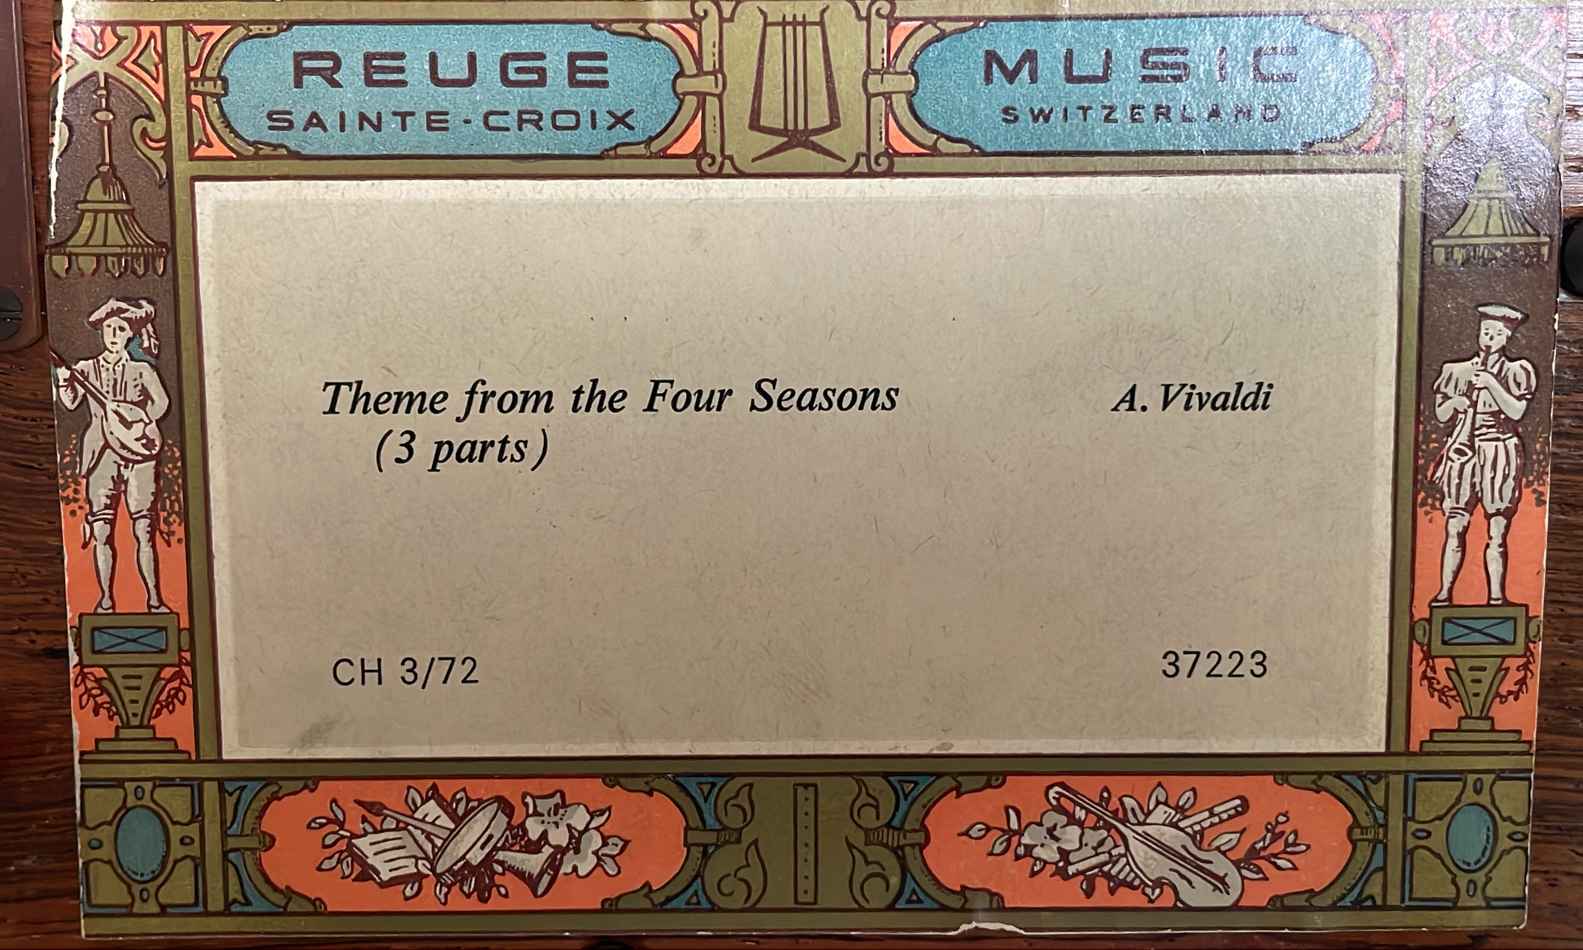 REUGE
SAINTE-CROIX
MUSIC
SWITZERLAND
Theme from the Four Seasons A. Vivaldi
(3 parts)
CH 3/72 37223